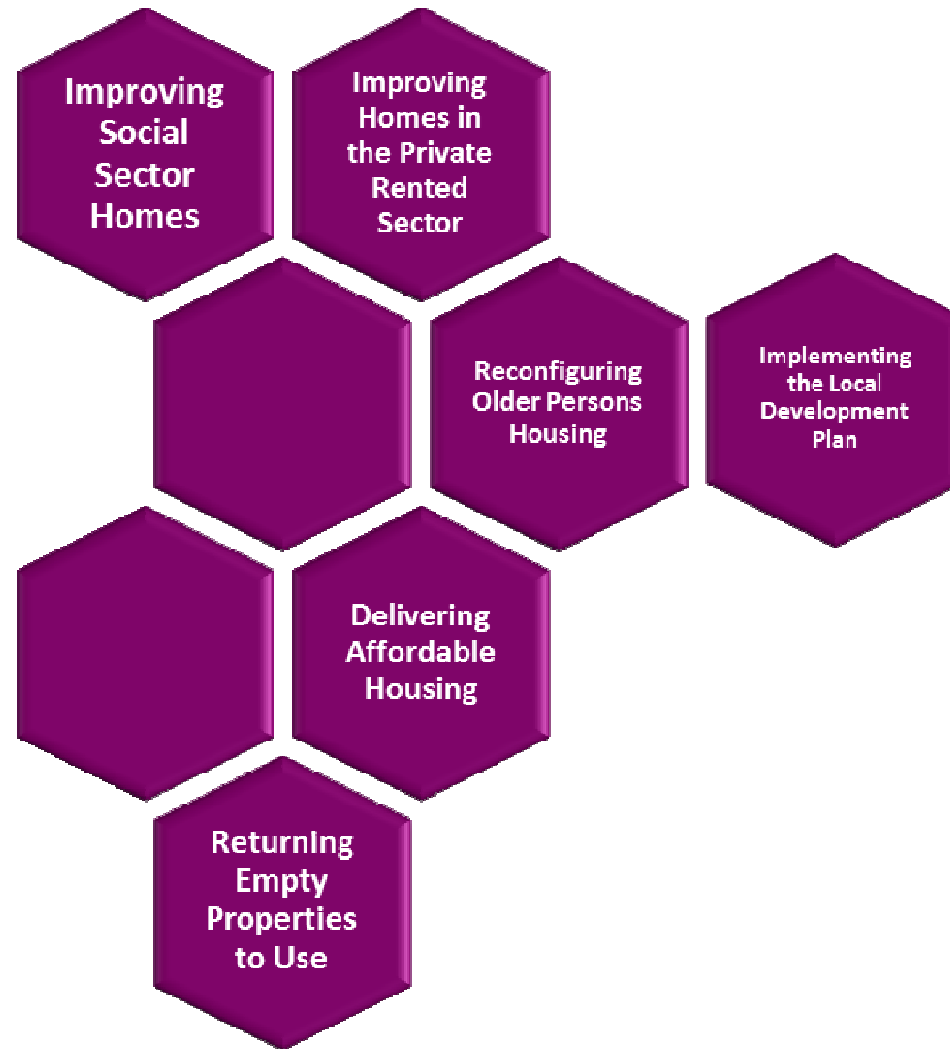 Improving
Social
Sector
Homes
Improving
Homes in
the Private
Rented
Sector
Reconfiguring
Older Persons
Housing
Implementing
the Local
Development
Plan
Delivering
Affordable
Housing
Returning
Empty
Properties
to Use